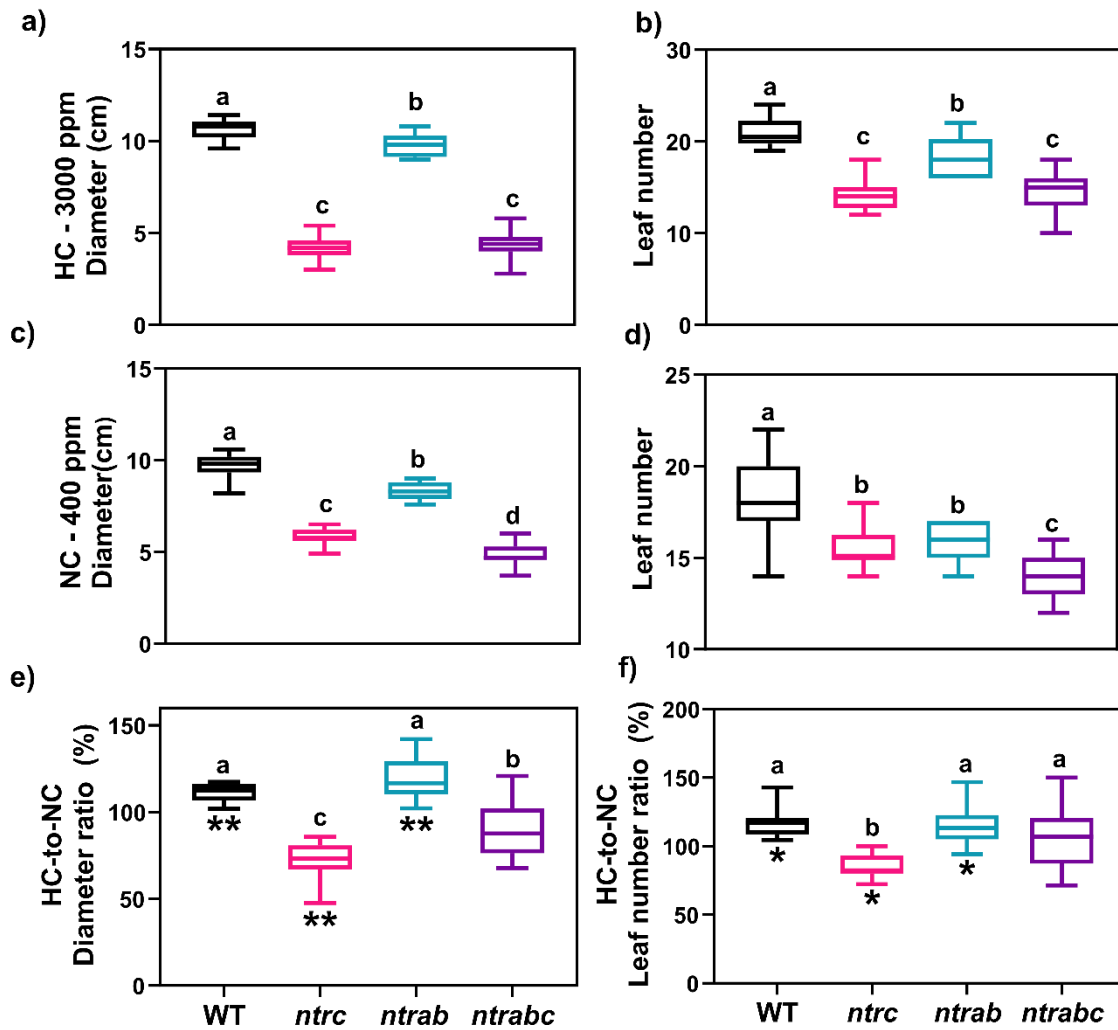 a)
HC - 3000 ppm
Diameter (cm)
15
10
5
0
a
c
b
c
b)
Leaf number
30
20
10
0
a
c
b
c
c)
NC - 400 ppm
Diameter(cm)
15
10
5
0
a
c
b
d
d)
Leaf number
25
20
15
10
a
b
b
c
e)
HC-to-NC
Diameter ratio (%)
150
100
50
0
a
c
a
b
**
**
**
WT
ntrc
ntrab
ntrabc
f)
HC-to-NC
Leaf number ratio (%)
200
150
100
50
0
a
b
a
a
*
*
*
WT
ntrc
ntrab
ntrabc